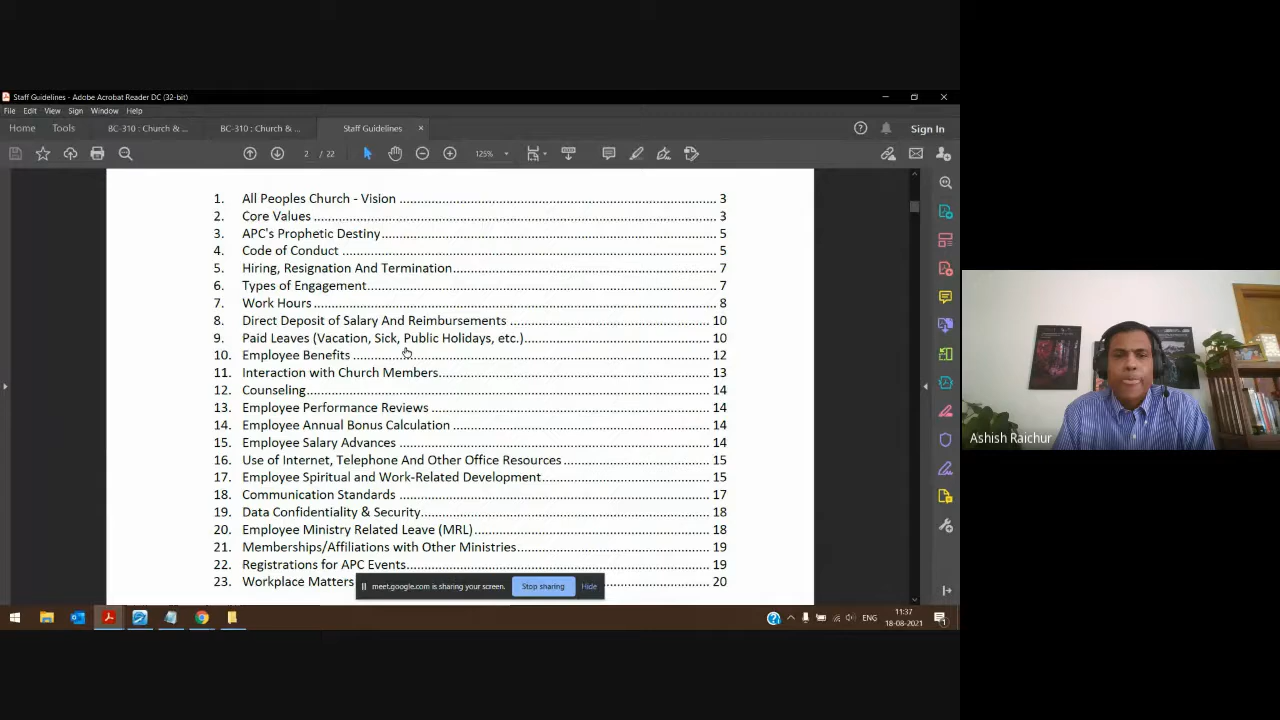 Staff Guidelines - Adobe Acrobat Reader DC (32-bit)
File Edit View Sign Window Help
Home Tools BC-310 : Church & ... BC-310 : Church & ... Staff Guidelines × Sign In
2 / 22 125%
1. All Peoples Church - Vision ........ 3
2. Core Values ........ 3
3. APC's Prophetic Destiny ........ 5
4. Code of Conduct ........ 5
5. Hiring, Resignation And Termination ........ 7
6. Types of Engagement ........ 7
7. Work Hours ........ 8
8. Direct Deposit of Salary And Reimbursements ........ 10
9. Paid Leaves (Vacation, Sick, Public Holidays, etc.) ........ 10
10. Employee Benefits ........ 12
11. Interaction with Church Members ........ 13
12. Counseling ........ 14
13. Employee Performance Reviews ........ 14
14. Employee Annual Bonus Calculation ........ 14
15. Employee Salary Advances ........ 14
16. Use of Internet, Telephone And Other Office Resources ........ 15
17. Employee Spiritual and Work-Related Development ........ 15
18. Communication Standards ........ 17
19. Data Confidentiality & Security ........ 18
20. Employee Ministry Related Leave (MRL) ........ 18
21. Memberships/Affiliations with Other Ministries ........ 19
22. Registrations for APC Events ........ 19
23. Workplace Matters ........ 20
meet.google.com is sharing your screen. Stop sharing Hide
ENG 11:37
18-08-2021
Ashish Raichur